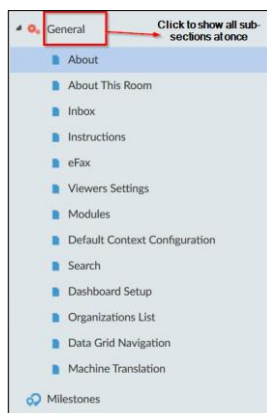 General
Click to show all sub-
sections at once
About
About This Room
Inbox
Instructions
eFax
Viewers Settings
Modules
Default Context Configuration
Search
Dashboard Setup
Organizations List
Data Grid Navigation
Machine Translation
Milestones